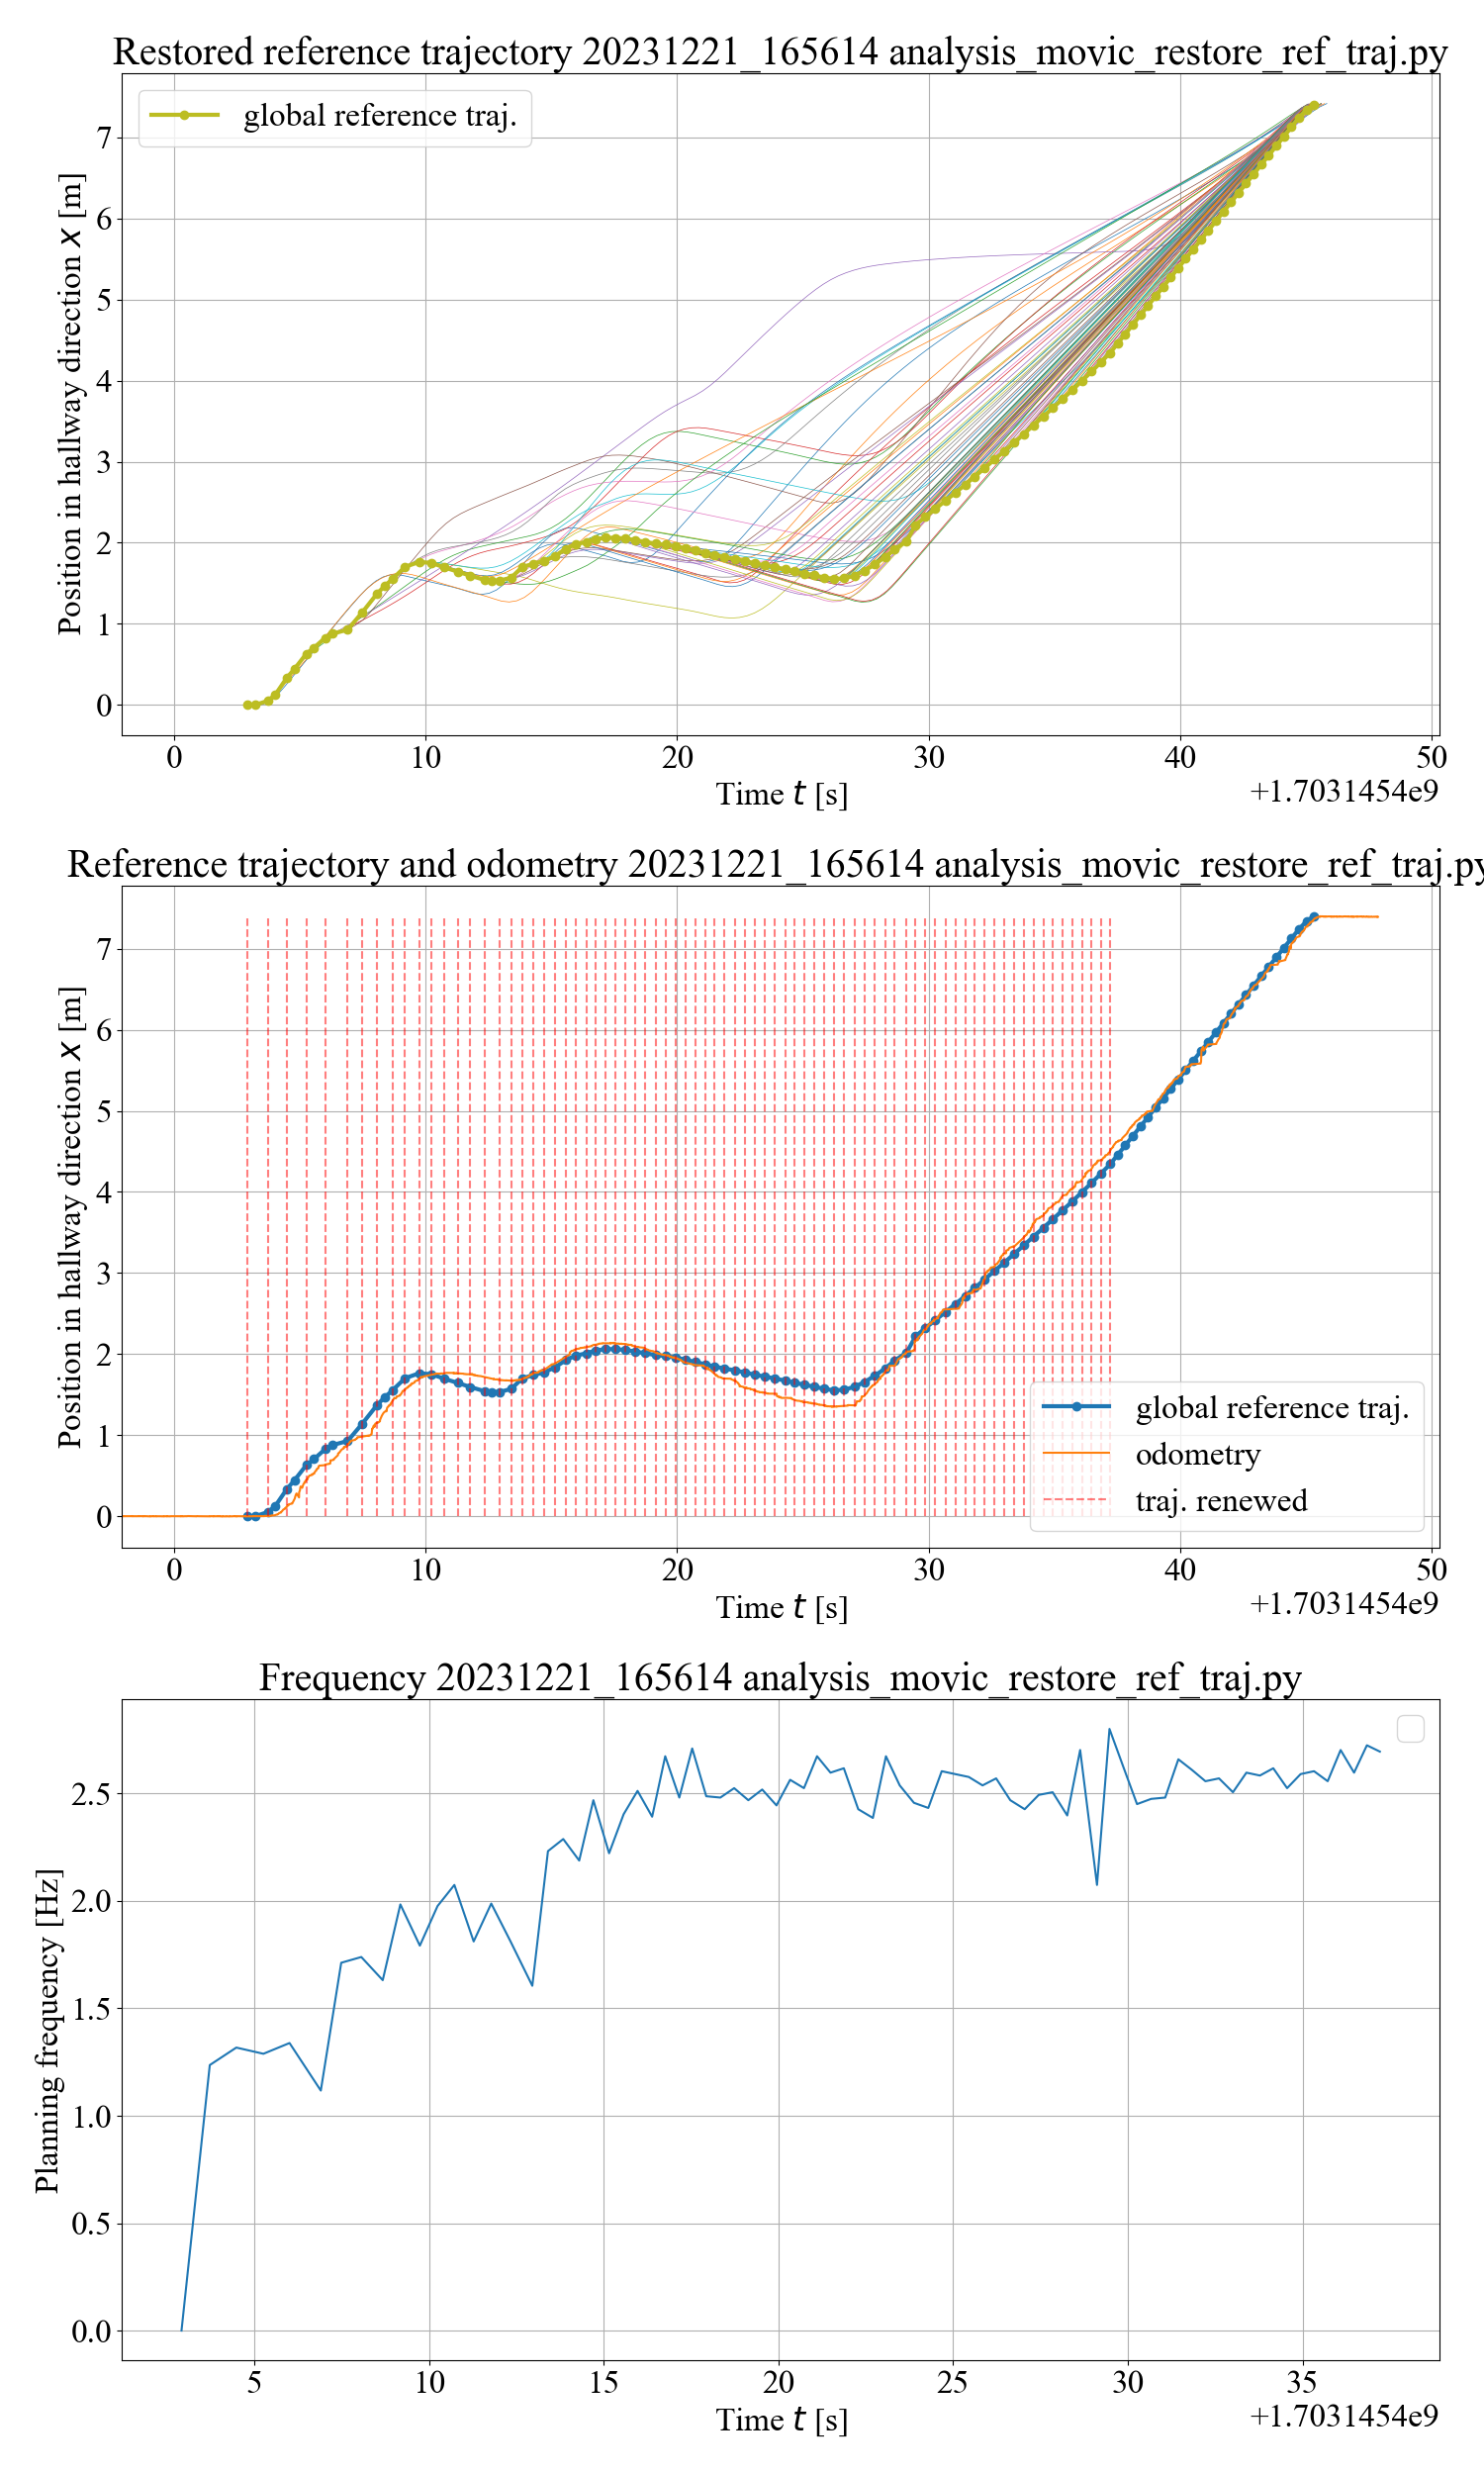 Restored reference trajectory 20231221_165614 analysis_movic_restore_ref_traj.py
global reference traj.
Position in hallway direction x [m]
7
6
5
4
3
2
1
0
0 10 20 30 40 50
Time t [s]
+1.7031454e9
Reference trajectory and odometry 20231221_165614 analysis_movic_restore_ref_traj.py
Position in hallway direction x [m]
7
6
5
4
3
2
1
0
global reference traj.
odometry
traj. renewed
0 10 20 30 40 50
Time t [s]
+1.7031454e9
Frequency 20231221_165614 analysis_movic_restore_ref_traj.py
Planning frequency [Hz]
2.5
2.0
1.5
1.0
0.5
0.0
5 10 15 20 25 30 35
Time t [s]
+1.7031454e9